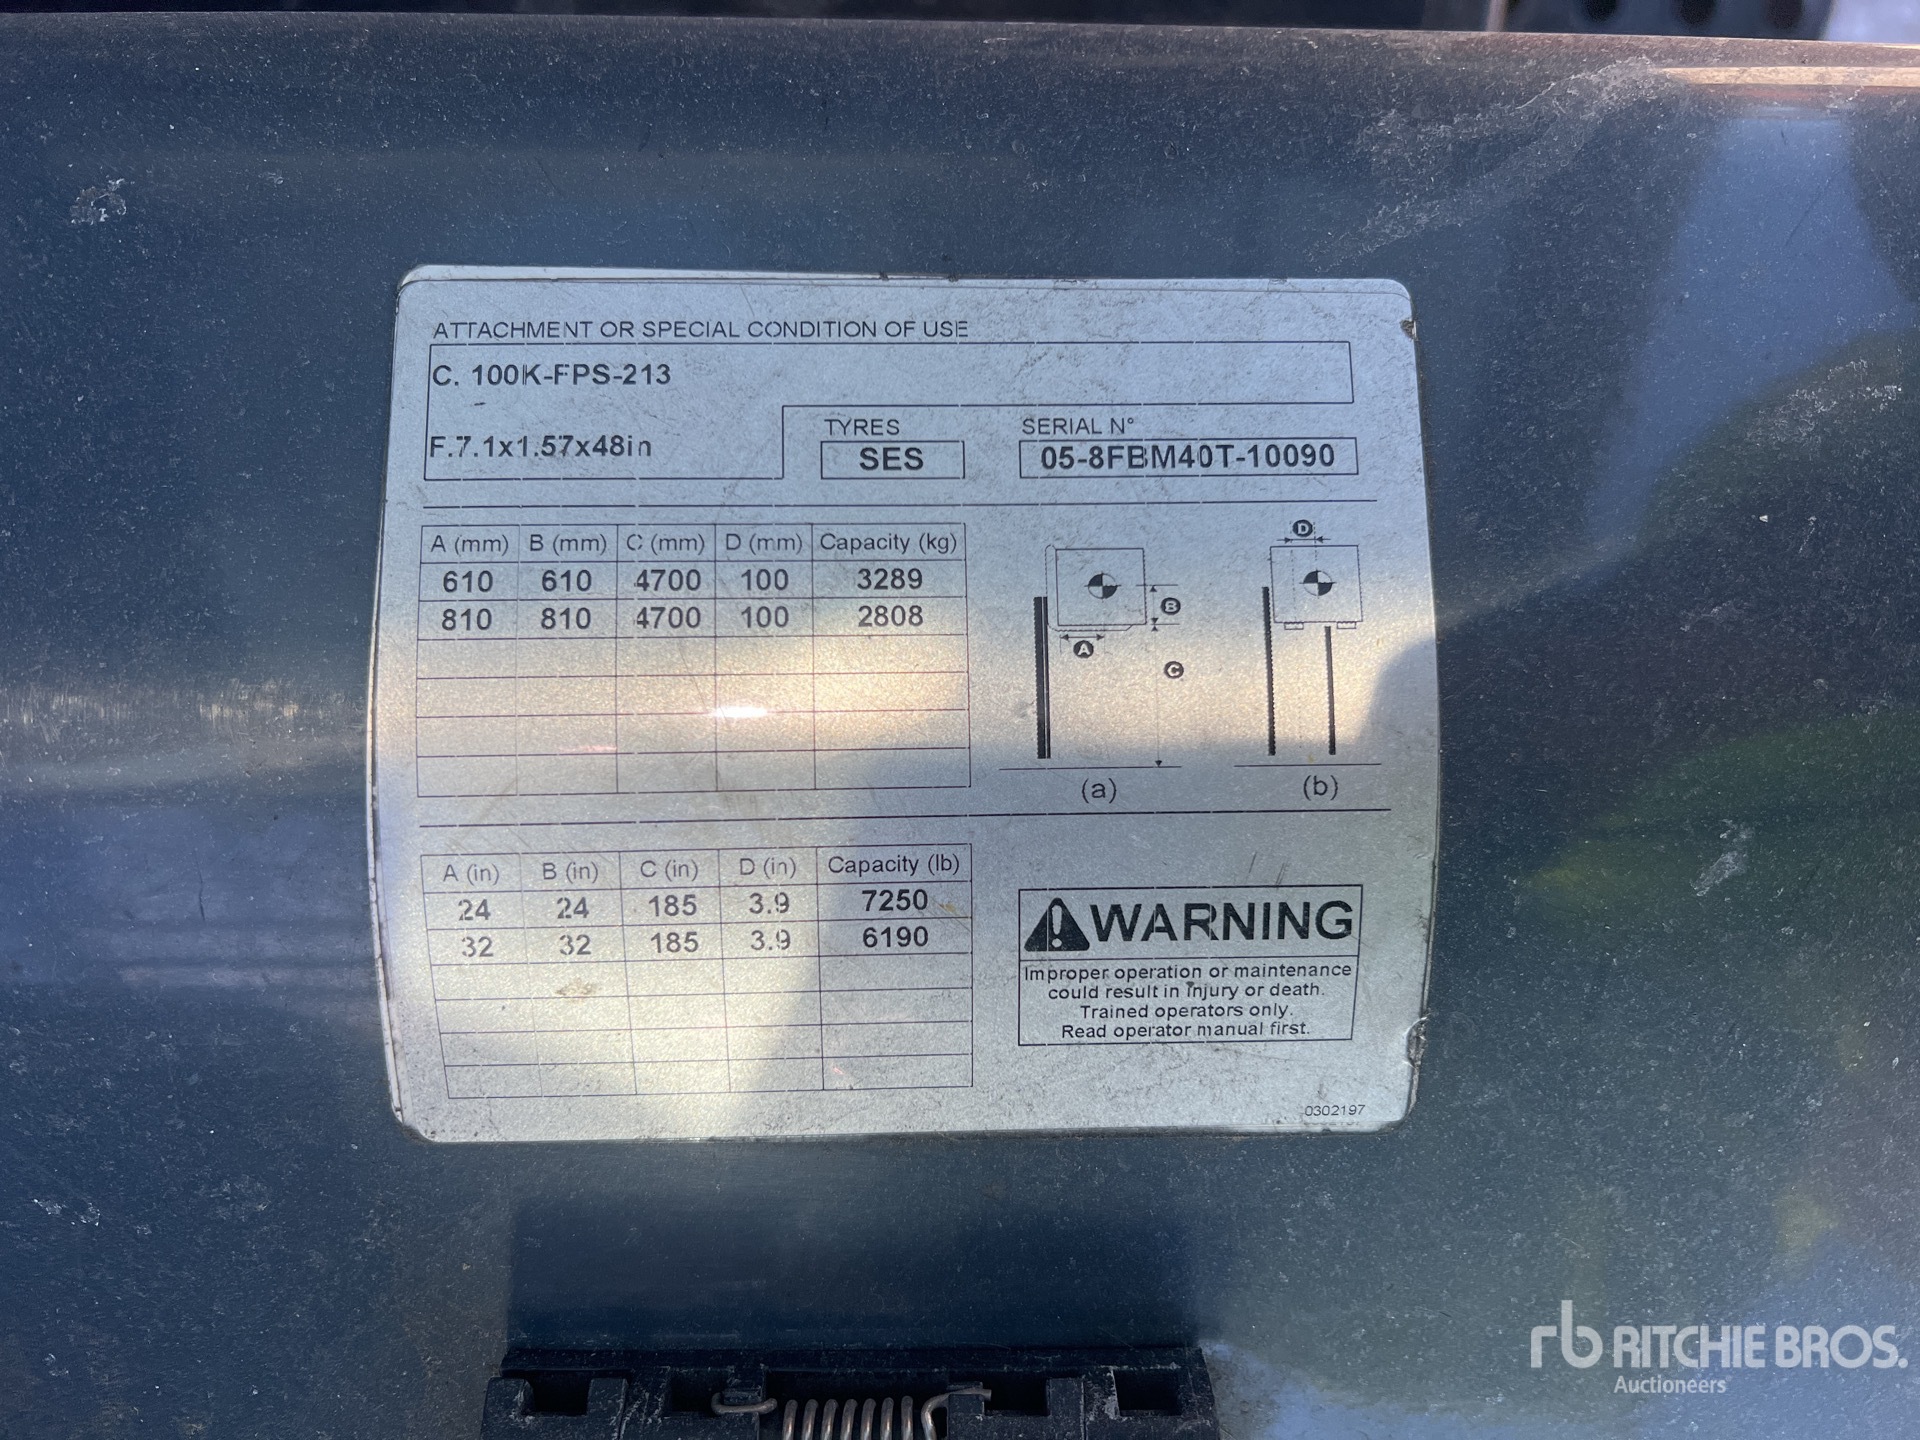 ATTACHMENT OR SPECIAL CONDITION OF USE
C. 100K-FPS-213
F.7.1x1.57x48in
TYRES
SES
SERIAL N°
05-8FBM40T-10090
A (mm) B (mm) C (mm) D (mm) Capacity (kg)
610 610 4700 100 3289
810 810 4700 100 2808
D
B
A
C
(a) (b)
A (in) B (in) C (in) D (in) Capacity (lb)
24 24 185 3.9 7250
32 32 185 3.9 6190
WARNING
Improper operation or maintenance
could result in injury or death.
Trained operators only.
Read operator manual first.
0302197
rb RITCHIE BROS.
Auctioneers